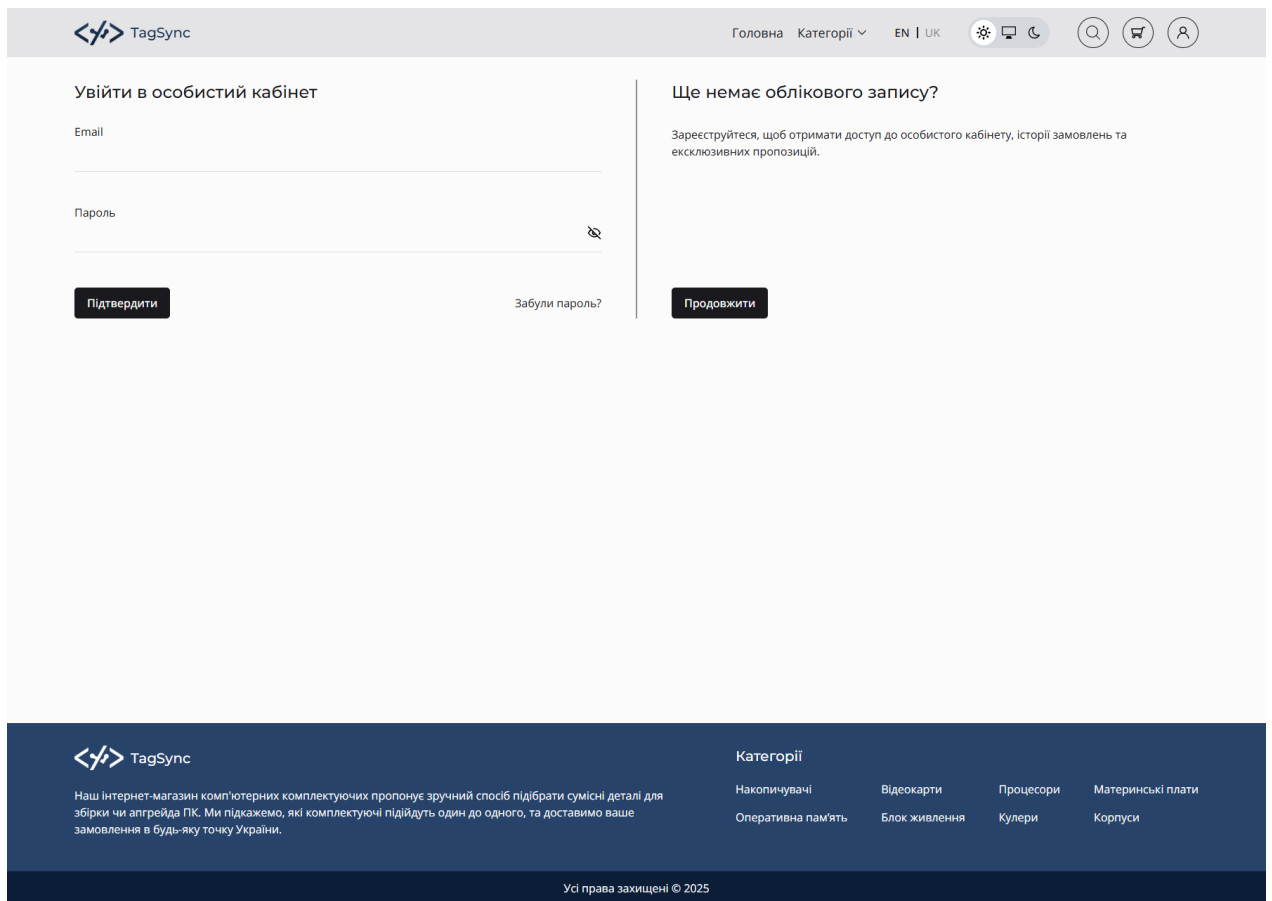 TagSync
Головна Категорії EN | UK
Увійти в особистий кабінет
Email
Пароль
Підтвердити
Забули пароль?
Ще немає облікового запису?
Зареєструйтеся, щоб отримати доступ до особистого кабінету, історії замовлень та
ексклюзивних пропозицій.
Продовжити
TagSync
Наш інтернет-магазин комп'ютерних комплектуючих пропонує зручний спосіб підібрати сумісні деталі для
збірки чи апгрейда ПК. Ми підкажемо, які комплектуючі підійдуть один до одного, та доставимо ваше
замовлення в будь-яку точку України.
Категорії
Накопичувачі Відеокарти Процесори Материнські плати
Оперативна пам’ять Блок живлення Кулери Корпуси
Усі права захищені © 2025